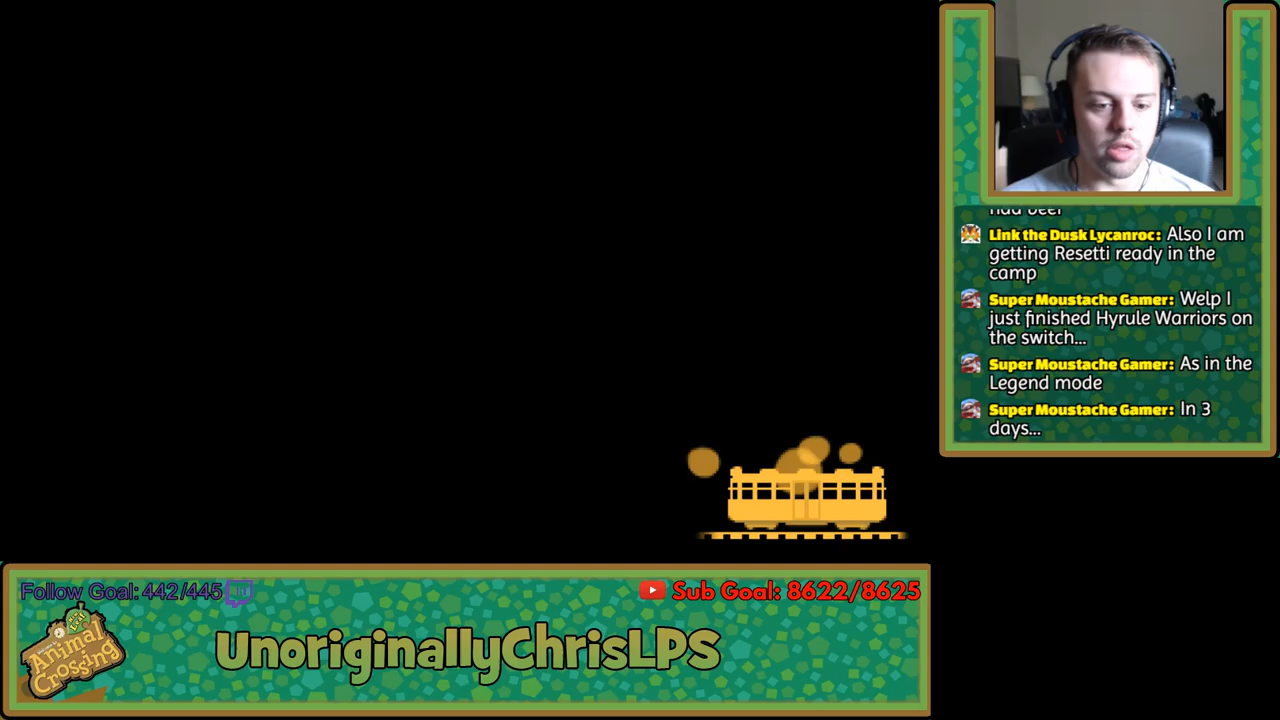 Link the Dusk Lycanroc: Also I am
getting Resetti ready in the
camp
Super Moustache Gamer: Welp I
just finished Hyrule Warriors on
the switch...
Super Moustache Gamer: As in the
Legend mode
Super Moustache Gamer: In 3
days...
Follow Goal: 442/445
Sub Goal: 8622/8625
Animal
Crossing
UnoriginallyChrisLPS